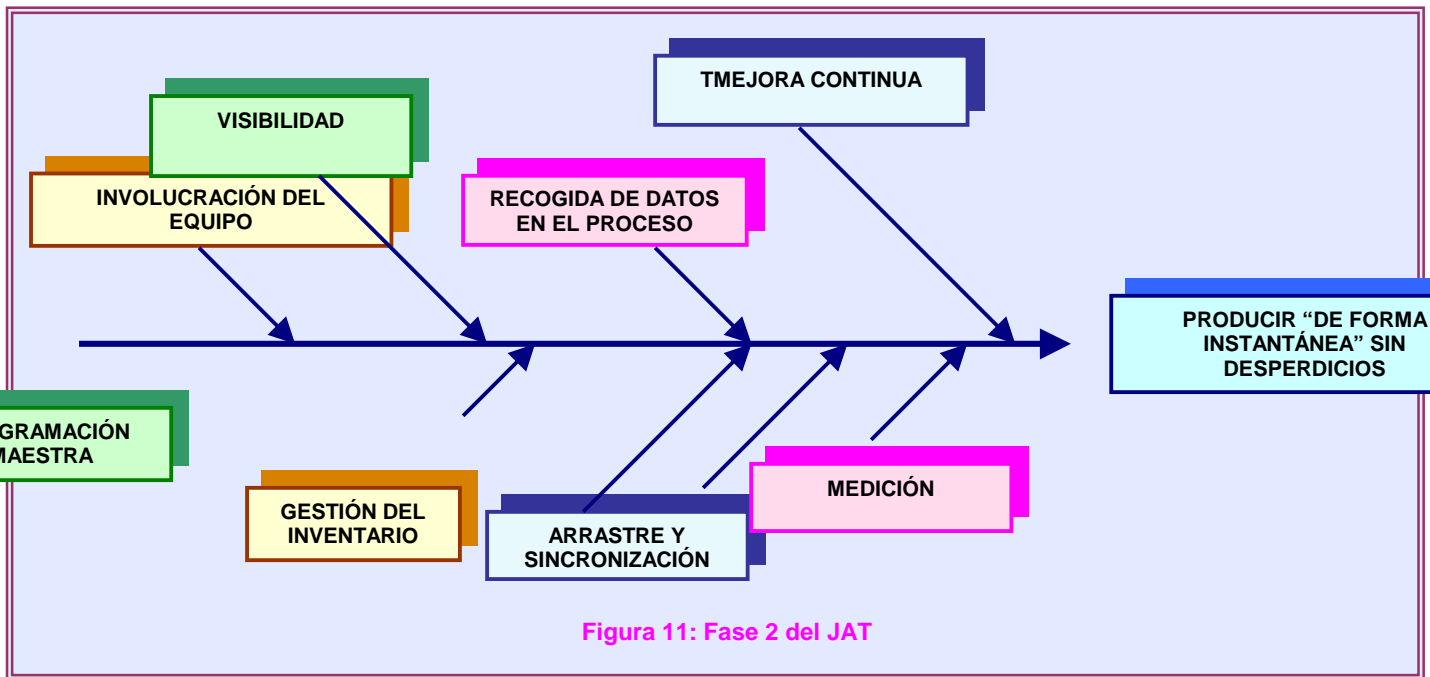 TMEJORA CONTINUA
VISIBILIDAD
INVOLUCRACIÓN DEL
EQUIPO
RECOGIDA DE DATOS
EN EL PROCESO
PRODUCIR “DE FORMA
INSTANTÁNEA” SIN
DESPERDICIOS
GRAMACIÓN
MAESTRA
GESTIÓN DEL
INVENTARIO
ARRASTRE Y
SINCRONIZACIÓN
MEDICIÓN
Figura 11: Fase 2 del JAT